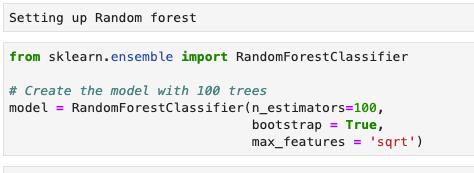 Setting up Random forest
from sklearn.ensemble import RandomForestClassifier
# Create the model with 100 trees
model = RandomForestClassifier(n_estimators=100,
                               bootstrap = True,
                               max_features = 'sqrt')